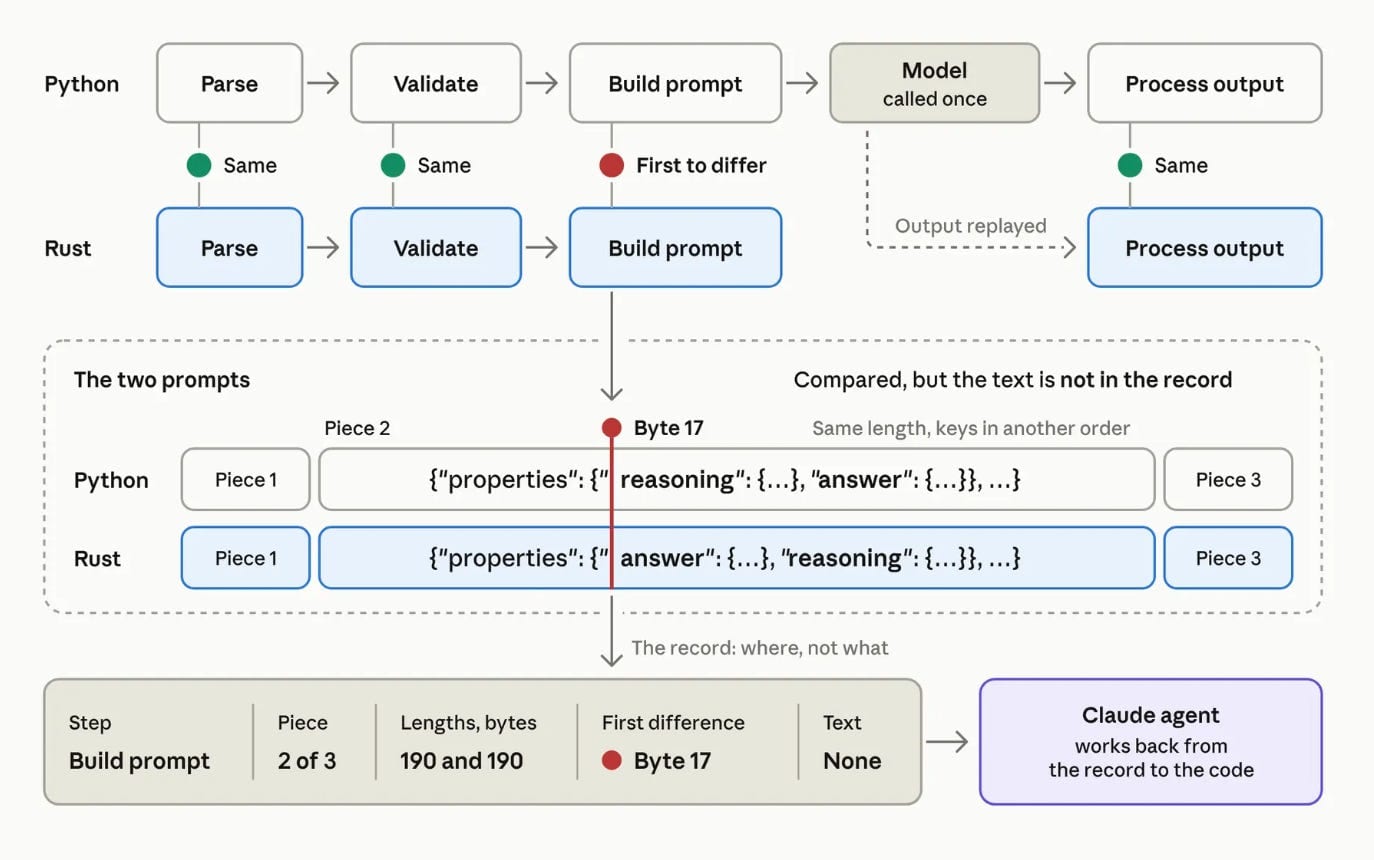 Python
Parse
Validate
Build prompt
Model
called once
Process output
Same
Same
First to differ
Same
Output replayed
Rust
Parse
Validate
Build prompt
Process output
The two prompts
Compared, but the text is not in the record
Piece 2
Byte 17
Same length, keys in another order
Python
Piece 1
{"properties": {" reasoning": {...}, "answer": {...}}, ...}
Piece 3
Rust
Piece 1
{"properties": {" answer": {...}, "reasoning": {...}}, ...}
Piece 3
The record: where, not what
Step
Build prompt
Piece
2 of 3
Lengths, bytes
190 and 190
First difference
Byte 17
Text
None
Claude agent
works back from
the record to the code